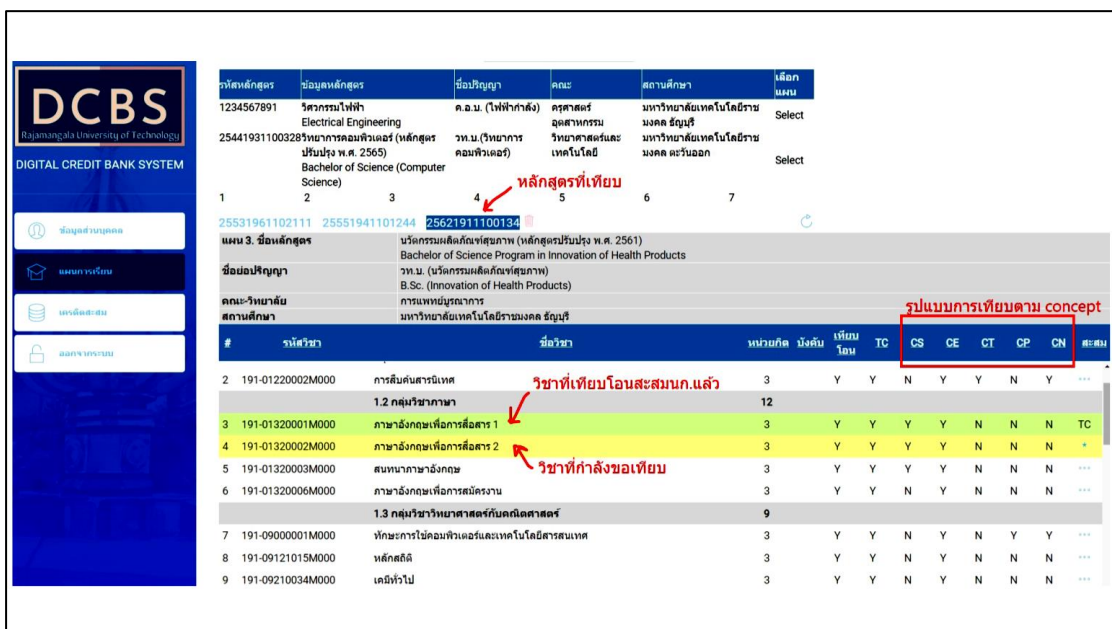 DCBS
Rajamangala University of Technology
DIGITAL CREDIT BANK SYSTEM
ข้อมูลส่วนบุคคล
แผนการเรียน
เครดิตสะสม
ออกจากระบบ
รหัสหลักสูตร ข้อมูลหลักสูตร ชื่อปริญญา คณะ สถานศึกษา เลือกแผน
1234567891 วิศวกรรมไฟฟ้า ค.อ.บ. (ไฟฟ้ากำลัง) ครุศาสตร์ มหาวิทยาลัยเทคโนโลยีราช
Electrical Engineering อุตสาหกรรม มงคล ธัญบุรี Select
25441931100328 วิทยาการคอมพิวเตอร์ (หลักสูตร วท.บ.(วิทยาการ วิทยาศาสตร์และ มหาวิทยาลัยเทคโนโลยีราช
ปรับปรุง พ.ศ. 2565) คอมพิวเตอร์) เทคโนโลยี มงคล ตะวันออก Select
Bachelor of Science (Computer
Science)
หลักสูตรที่เทียบ
1 2 3 4 5 6 7
25531961102111 25551941101244 25621911100134
แผน 3. ชื่อหลักสูตร นวัตกรรมผลิตภัณฑ์สุขภาพ (หลักสูตรปรับปรุง พ.ศ. 2561)
Bachelor of Science Program in Innovation of Health Products
ชื่อย่อปริญญา วท.บ. (นวัตกรรมผลิตภัณฑ์สุขภาพ)
B.Sc. (Innovation of Health Products)
คณะ-วิทยาลัย การแพทย์บูรณาการ
สถานศึกษา มหาวิทยาลัยเทคโนโลยีราชมงคล ธัญบุรี
รูปแบบการเทียบตาม concept
# รหัสวิชา ชื่อวิชา หน่วยกิต บังคับ เทียบโอน TC CS CE CT CP CN สะสม
2 191-01220002M000 การสืบค้นสารนิเทศ 3 Y Y N Y Y N Y ***
วิชาที่เทียบโอนสะสมนก.แล้ว
1.2 กลุ่มวิชาภาษา 12
3 191-01320001M000 ภาษาอังกฤษเพื่อการสื่อสาร 1 3 Y Y Y Y N N N TC
4 191-01320002M000 ภาษาอังกฤษเพื่อการสื่อสาร 2 3 Y Y Y Y N N N *
วิชาที่กำลังขอเทียบ
5 191-01320003M000 สนทนาภาษาอังกฤษ 3 Y Y Y Y N N N ***
6 191-01320006M000 ภาษาอังกฤษเพื่อการสมัครงาน 3 Y Y N Y N N N ***
1.3 กลุ่มวิชาวิทยาศาสตร์กับคณิตศาสตร์ 9
7 191-09000001M000 ทักษะการใช้คอมพิวเตอร์และเทคโนโลยีสารสนเทศ 3 Y Y N Y N Y Y ***
8 191-09121015M000 หลักสถิติ 3 Y Y N Y N N N ***
9 191-09210034M000 เคมีทั่วไป 3 Y Y N Y N N N ***